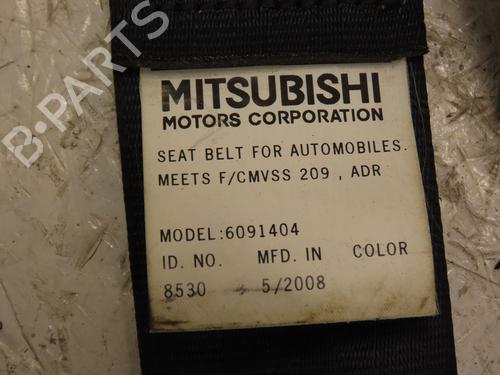 MITSUBISHI
MOTORS CORPORATION
SEAT BELT FOR AUTOMOBILES.
MEETS F/CMVSS 209 , ADR
MODEL:6091404
ID. NO. MFD. IN COLOR
8530 5/2008
B-PARTS